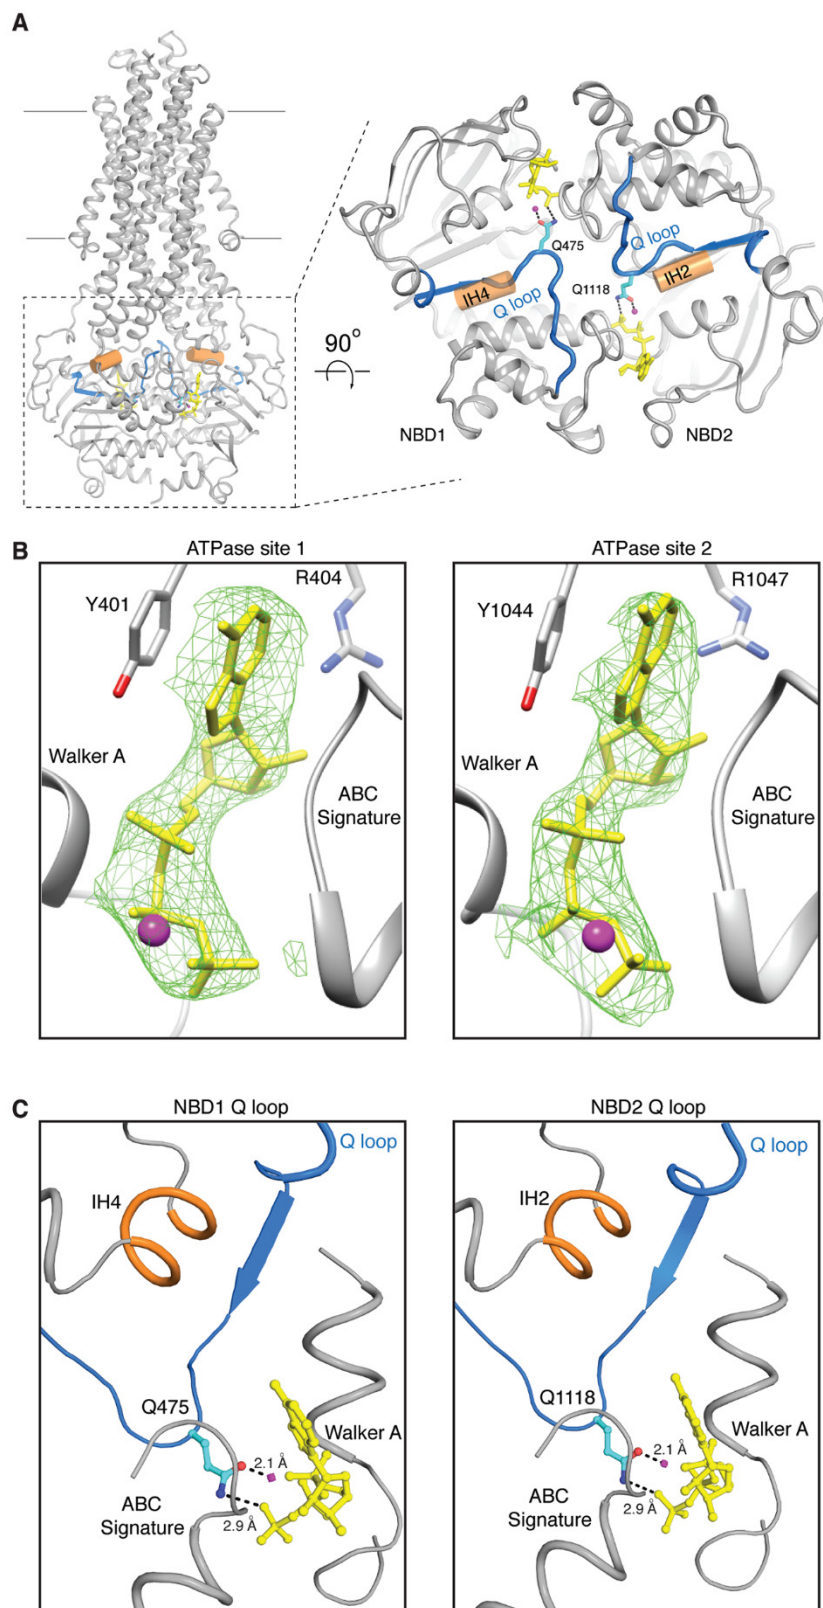 A
90°
Q475
Q loop
IH4
Q loop
Q1118
IH2
NBD1
NBD2
B
ATPase site 1
ATPase site 2
Y401
R404
Y1044
R1047
Walker A
ABC
Signature
Walker A
ABC
Signature
C
NBD1 Q loop
NBD2 Q loop
Q loop
IH4
Q475
2.1 Å
Walker A
ABC
Signature
2.9 Å
Q loop
IH2
Q1118
2.1 Å
Walker A
ABC
Signature
2.9 Å